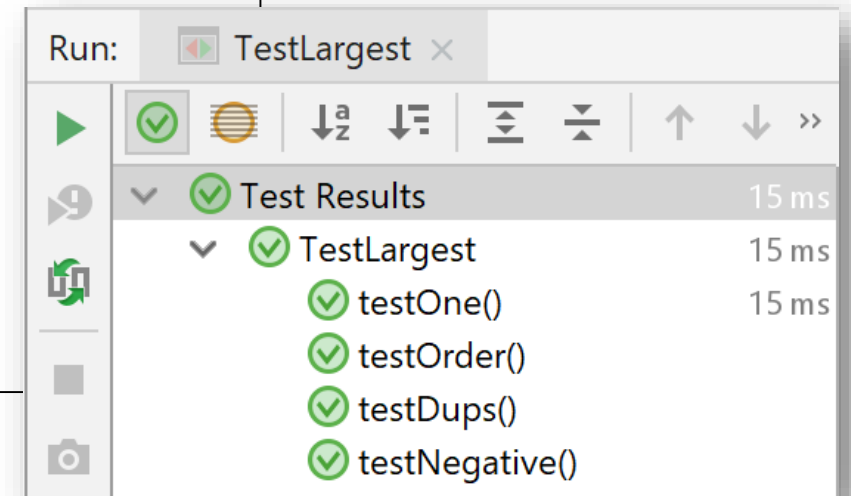 Run: TestLargest
Test Results 15 ms
TestLargest 15 ms
testOne() 15 ms
testOrder()
testDups()
testNegative()